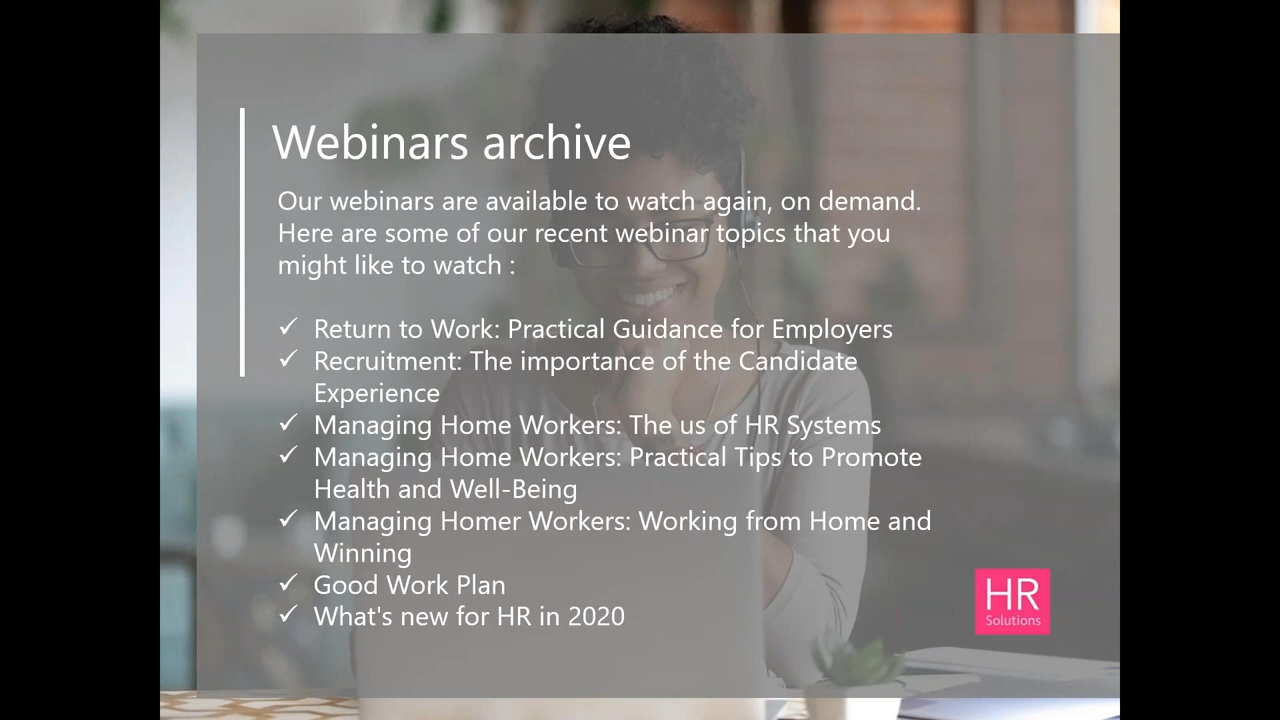 Webinars archive
Our webinars are available to watch again, on demand.
Here are some of our recent webinar topics that you
might like to watch :
✓ Return to Work: Practical Guidance for Employers
✓ Recruitment: The importance of the Candidate
Experience
✓ Managing Home Workers: The us of HR Systems
✓ Managing Home Workers: Practical Tips to Promote
Health and Well-Being
✓ Managing Homer Workers: Working from Home and
Winning
✓ Good Work Plan
✓ What's new for HR in 2020
HR
Solutions